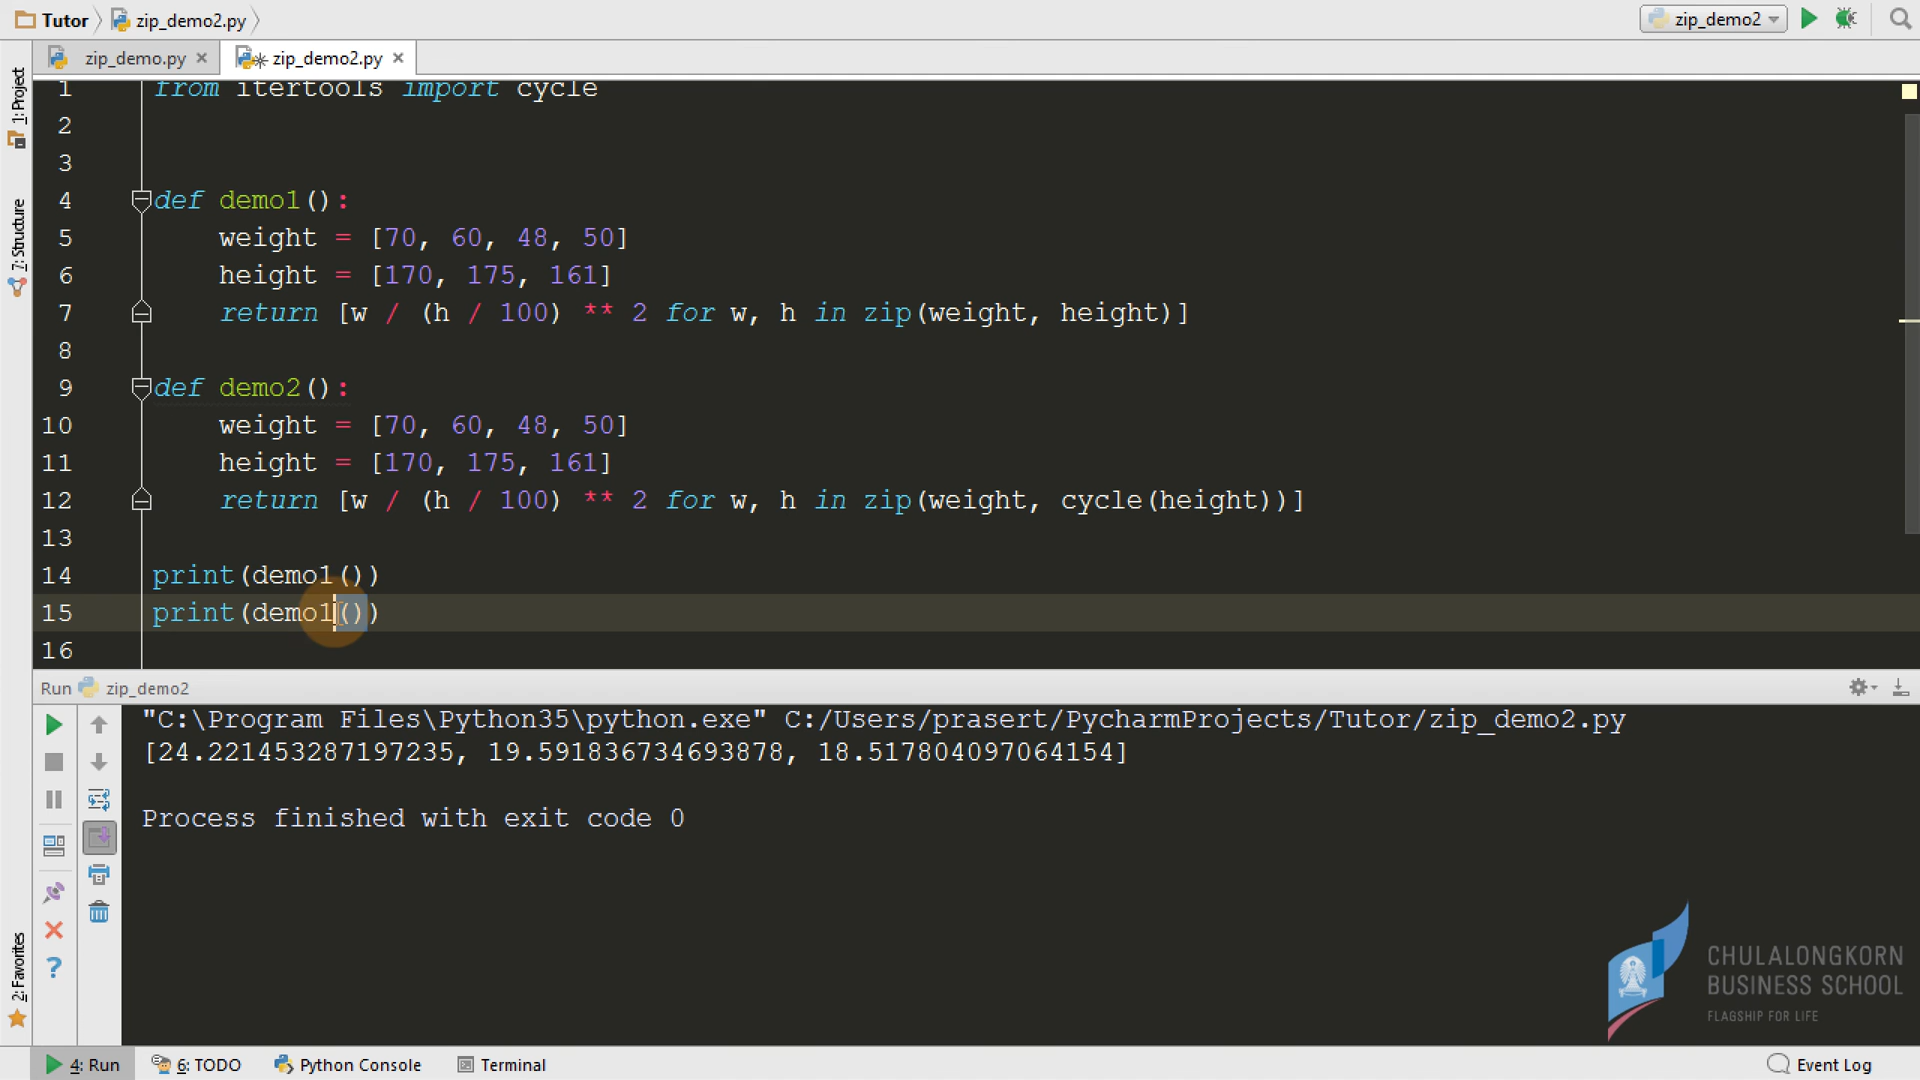 Tutor zip_demo2.py zip_demo2
zip_demo.py zip_demo2.py
1: Project
7: Structure
2: Favorites
1 from itertools import cycle
2
3
4 def demo1():
5 weight = [70, 60, 48, 50]
6 height = [170, 175, 161]
7 return [w / (h / 100) ** 2 for w, h in zip(weight, height)]
8
9 def demo2():
10 weight = [70, 60, 48, 50]
11 height = [170, 175, 161]
12 return [w / (h / 100) ** 2 for w, h in zip(weight, cycle(height))]
13
14 print(demo1())
15 print(demo1())
16
Run zip_demo2
"C:\Program Files\Python35\python.exe" C:/Users/prasert/PycharmProjects/Tutor/zip_demo2.py
[24.221453287197235, 19.591836734693878, 18.517804097064154]
Process finished with exit code 0
CHULALONGKORN
BUSINESS SCHOOL
FLAGSHIP FOR LIFE
4: Run 6: TODO Python Console Terminal Event Log